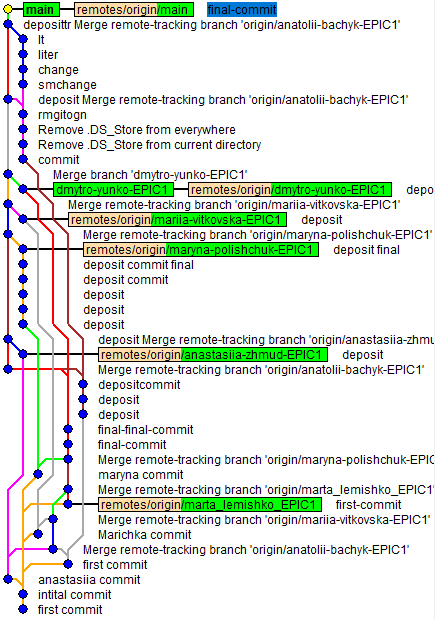 main remotes/origin/main final-commit
deposittr Merge remote-tracking branch 'origin/anatolii-bachyk-EPIC1'
lt
liter
change
smchange
deposit Merge remote-tracking branch 'origin/anatolii-bachyk-EPIC1'
rmgitogn
Remove .DS_Store from everywhere
Remove .DS_Store from current directory
commit
Merge branch 'dmytro-yunko-EPIC1'
dmytro-yunko-EPIC1 remotes/origin/dmytro-yunko-EPIC1 depo
Merge remote-tracking branch 'origin/mariia-vitkovska-EPIC1'
remotes/origin/mariia-vitkovska-EPIC1 deposit
Merge remote-tracking branch 'origin/maryna-polishchuk-EPIC1'
remotes/origin/maryna-polishchuk-EPIC1 deposit final
deposit commit final
deposit commit
deposit
deposit
deposit
deposit Merge remote-tracking branch 'origin/anastasiia-zhmu
remotes/origin/anastasiia-zhmud-EPIC1 deposit
Merge remote-tracking branch 'origin/anatolii-bachyk-EPIC1'
depositcommit
deposit
deposit
final-final-commit
final-commit
Merge remote-tracking branch 'origin/maryna-polishchuk-EPIC
maryna commit
Merge remote-tracking branch 'origin/marta_lemishko_EPIC1'
remotes/origin/marta_lemishko_EPIC1 first-commit
Merge remote-tracking branch 'origin/mariia-vitkovska-EPIC1'
Marichka commit
Merge remote-tracking branch 'origin/anatolii-bachyk-EPIC1'
first commit
anastasiia commit
intital commit
first commit